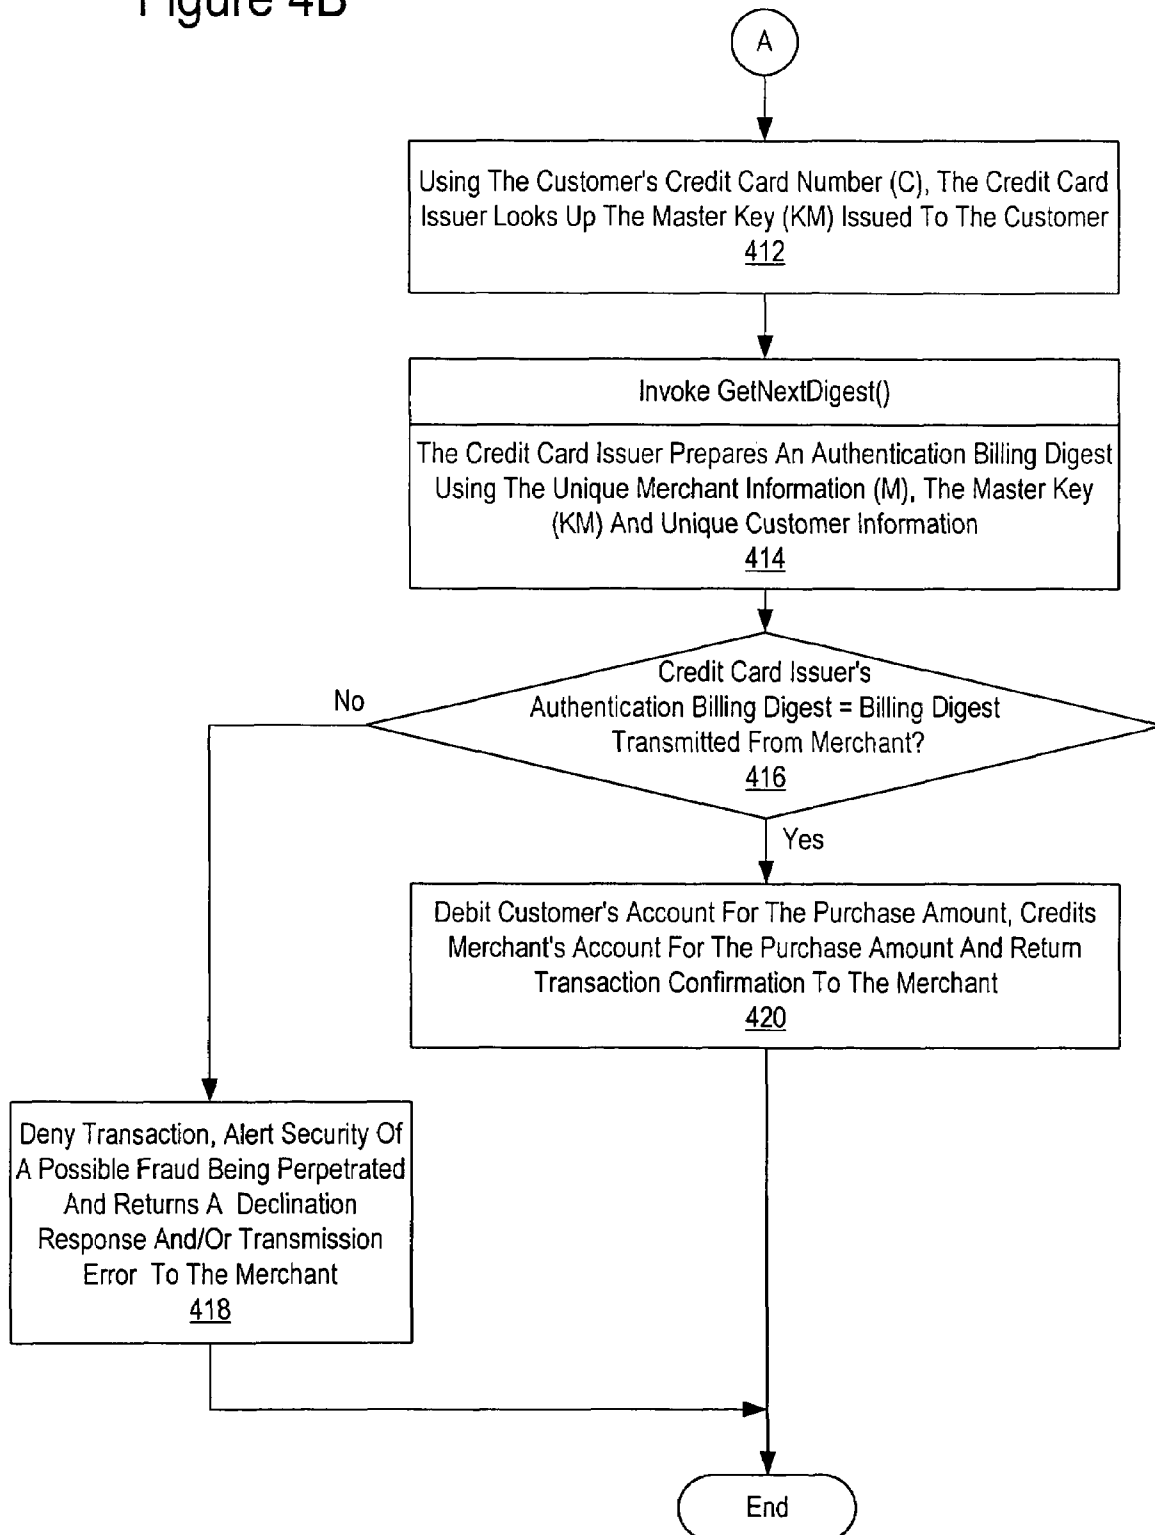 Figure 4B
A
Using The Customer's Credit Card Number (C), The Credit Card
Issuer Looks Up The Master Key (KM) Issued To The Customer
412
Invoke GetNextDigest()
The Credit Card Issuer Prepares An Authentication Billing Digest
Using The Unique Merchant Information (M), The Master Key
(KM) And Unique Customer Information
414
Credit Card Issuer's
Authentication Billing Digest = Billing Digest
Transmitted From Merchant?
416
No
Yes
Debit Customer's Account For The Purchase Amount, Credits
Merchant's Account For The Purchase Amount And Return
Transaction Confirmation To The Merchant
420
Deny Transaction, Alert Security Of
A Possible Fraud Being Perpetrated
And Returns A Declination
Response And/Or Transmission
Error To The Merchant
418
End